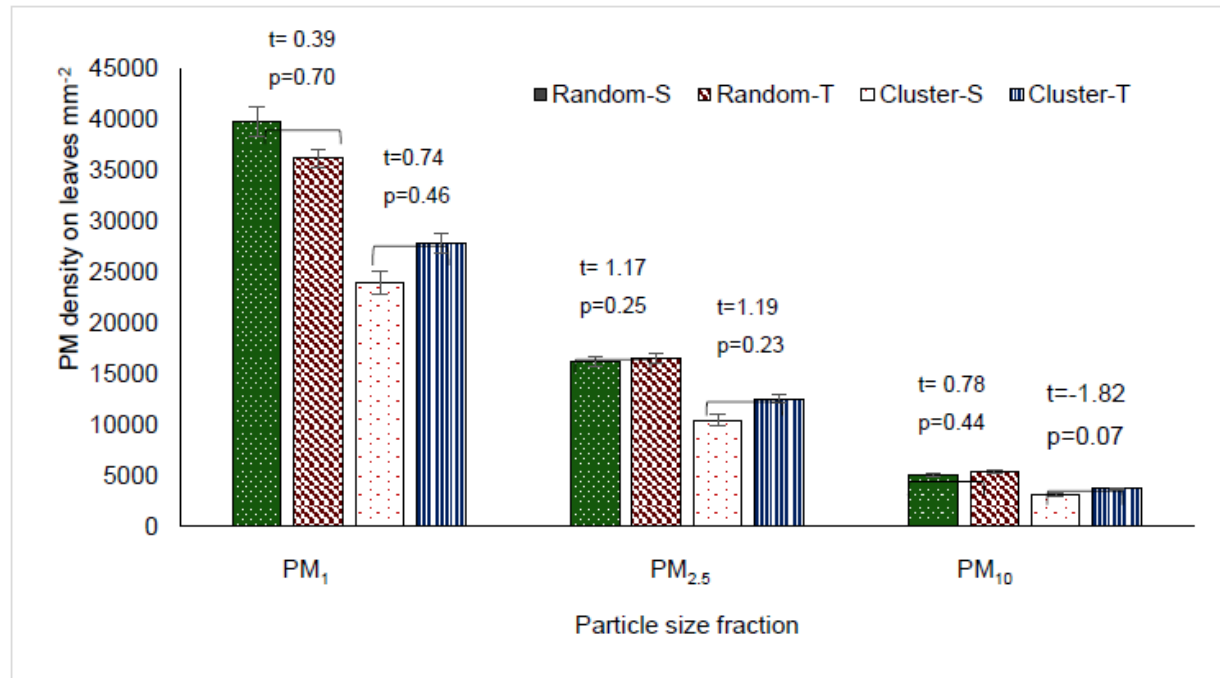 t= 0.39
p=0.70
45000
40000
35000
30000
25000
20000
15000
10000
5000
0
PM density on leaves mm-2
Random-S Random-T Cluster-S Cluster-T
t=0.74
p=0.46
t= 1.17
p=0.25
t=1.19
p=0.23
t= 0.78
p=0.44
t=-1.82
p=0.07
PM1 PM2.5 PM10
Particle size fraction